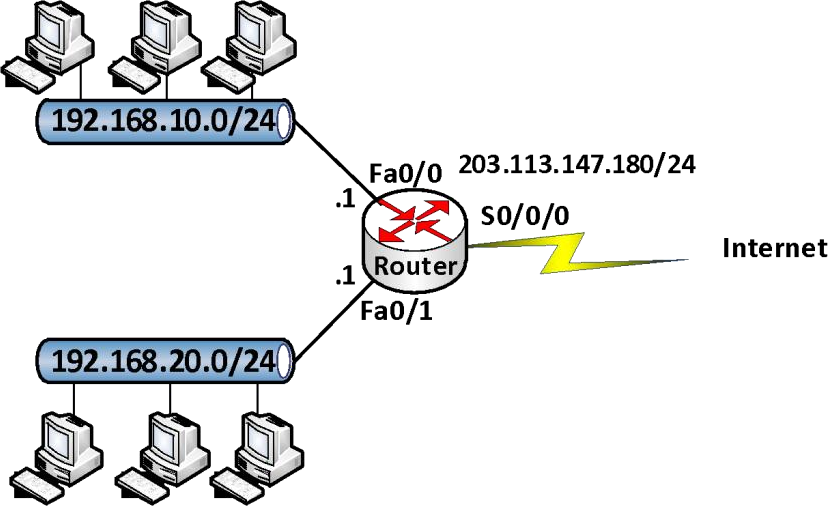 192.168.10.0/24
Fa0/0
203.113.147.180/24
.1
S0/0/0
Internet
Router
.1
Fa0/1
192.168.20.0/24